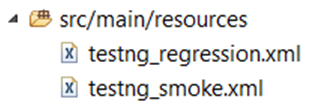 src/main/resources
testng_regression.xml
testng_smoke.xml